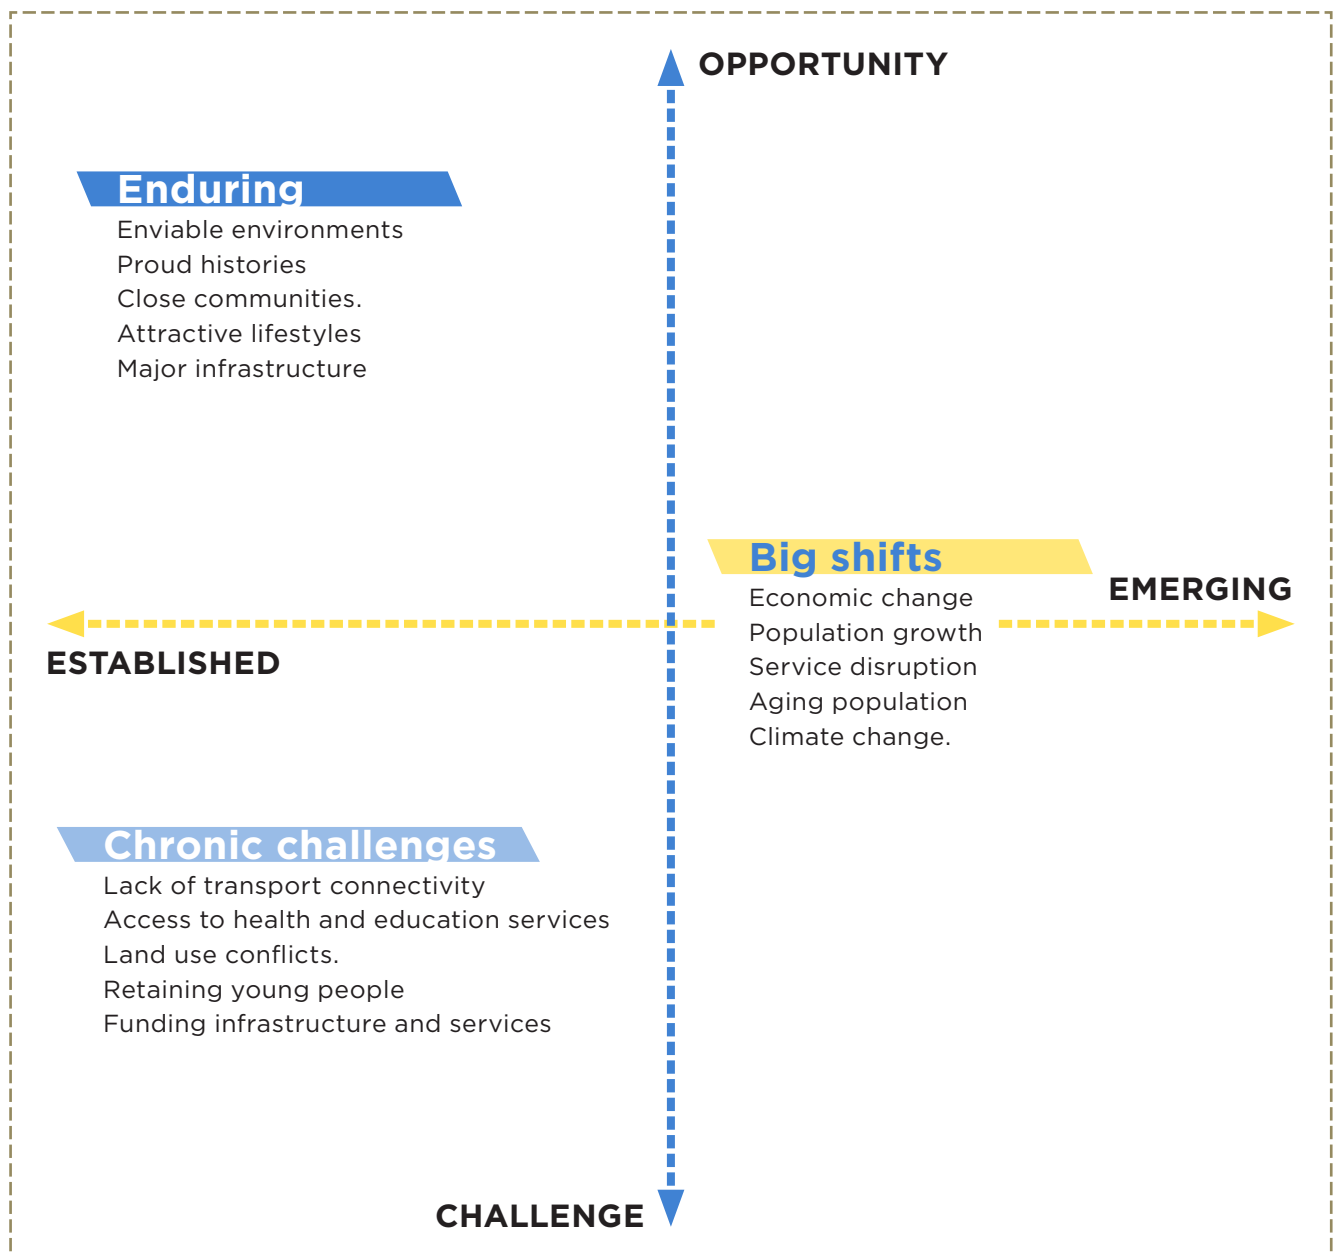 OPPORTUNITY
Enduring
Enviable environments
Proud histories
Close communities.
Attractive lifestyles
Major infrastructure
Big shifts
Economic change
Population growth
Service disruption
Aging population
Climate change.
EMERGING
ESTABLISHED
Chronic challenges
Lack of transport connectivity
Access to health and education services
Land use conflicts.
Retaining young people
Funding infrastructure and services
CHALLENGE